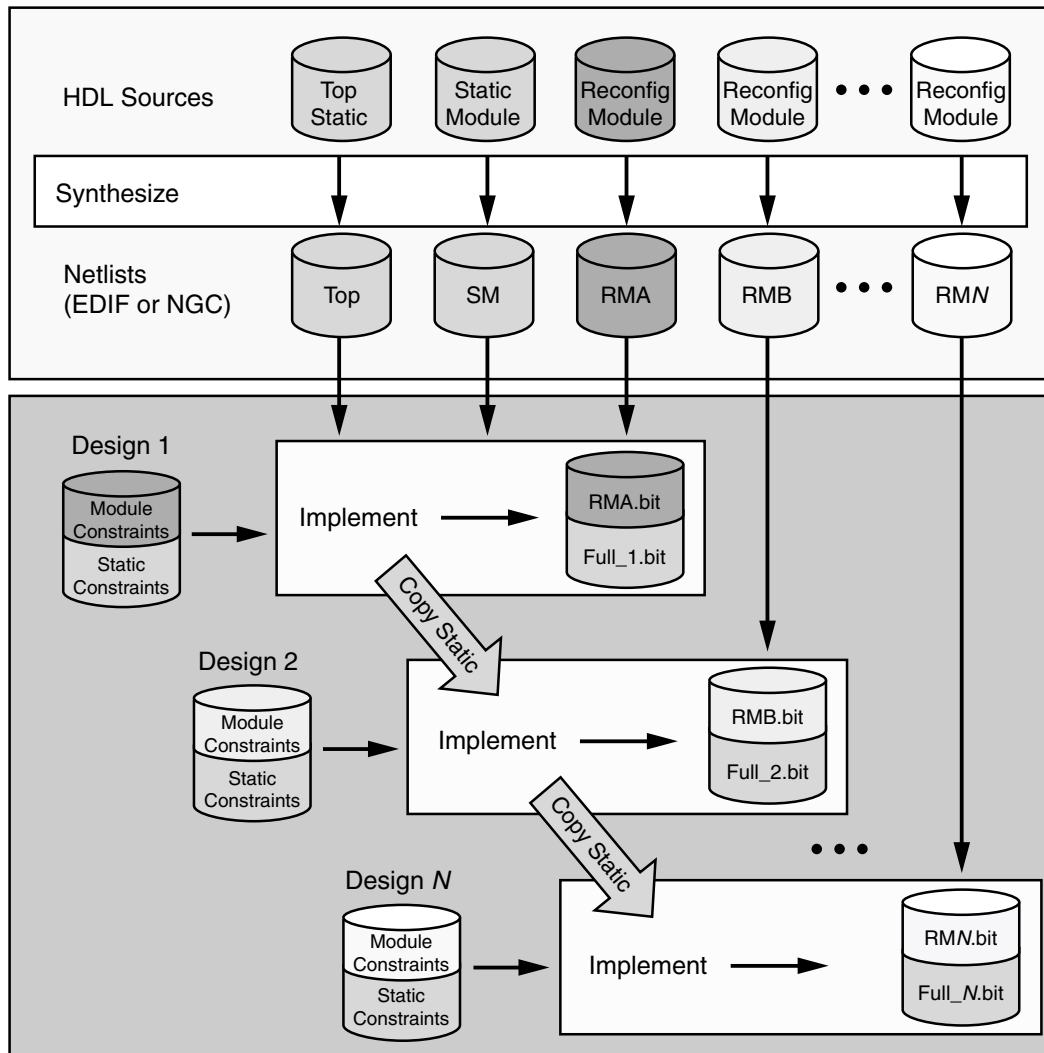 HDL Sources
Top
Static
Static
Module
Reconfig
Module
Reconfig
Module
Reconfig
Module
Synthesize
Netlists
(EDIF or NGC)
Top
SM
RMA
RMB
RMN
Design 1
Module
Constraints
Static
Constraints
Implement
RMA.bit
Full_1.bit
Copy Static
Design 2
Module
Constraints
Static
Constraints
Implement
RMB.bit
Full_2.bit
Copy Static
Design N
Module
Constraints
Static
Constraints
Implement
RMN.bit
Full_N.bit